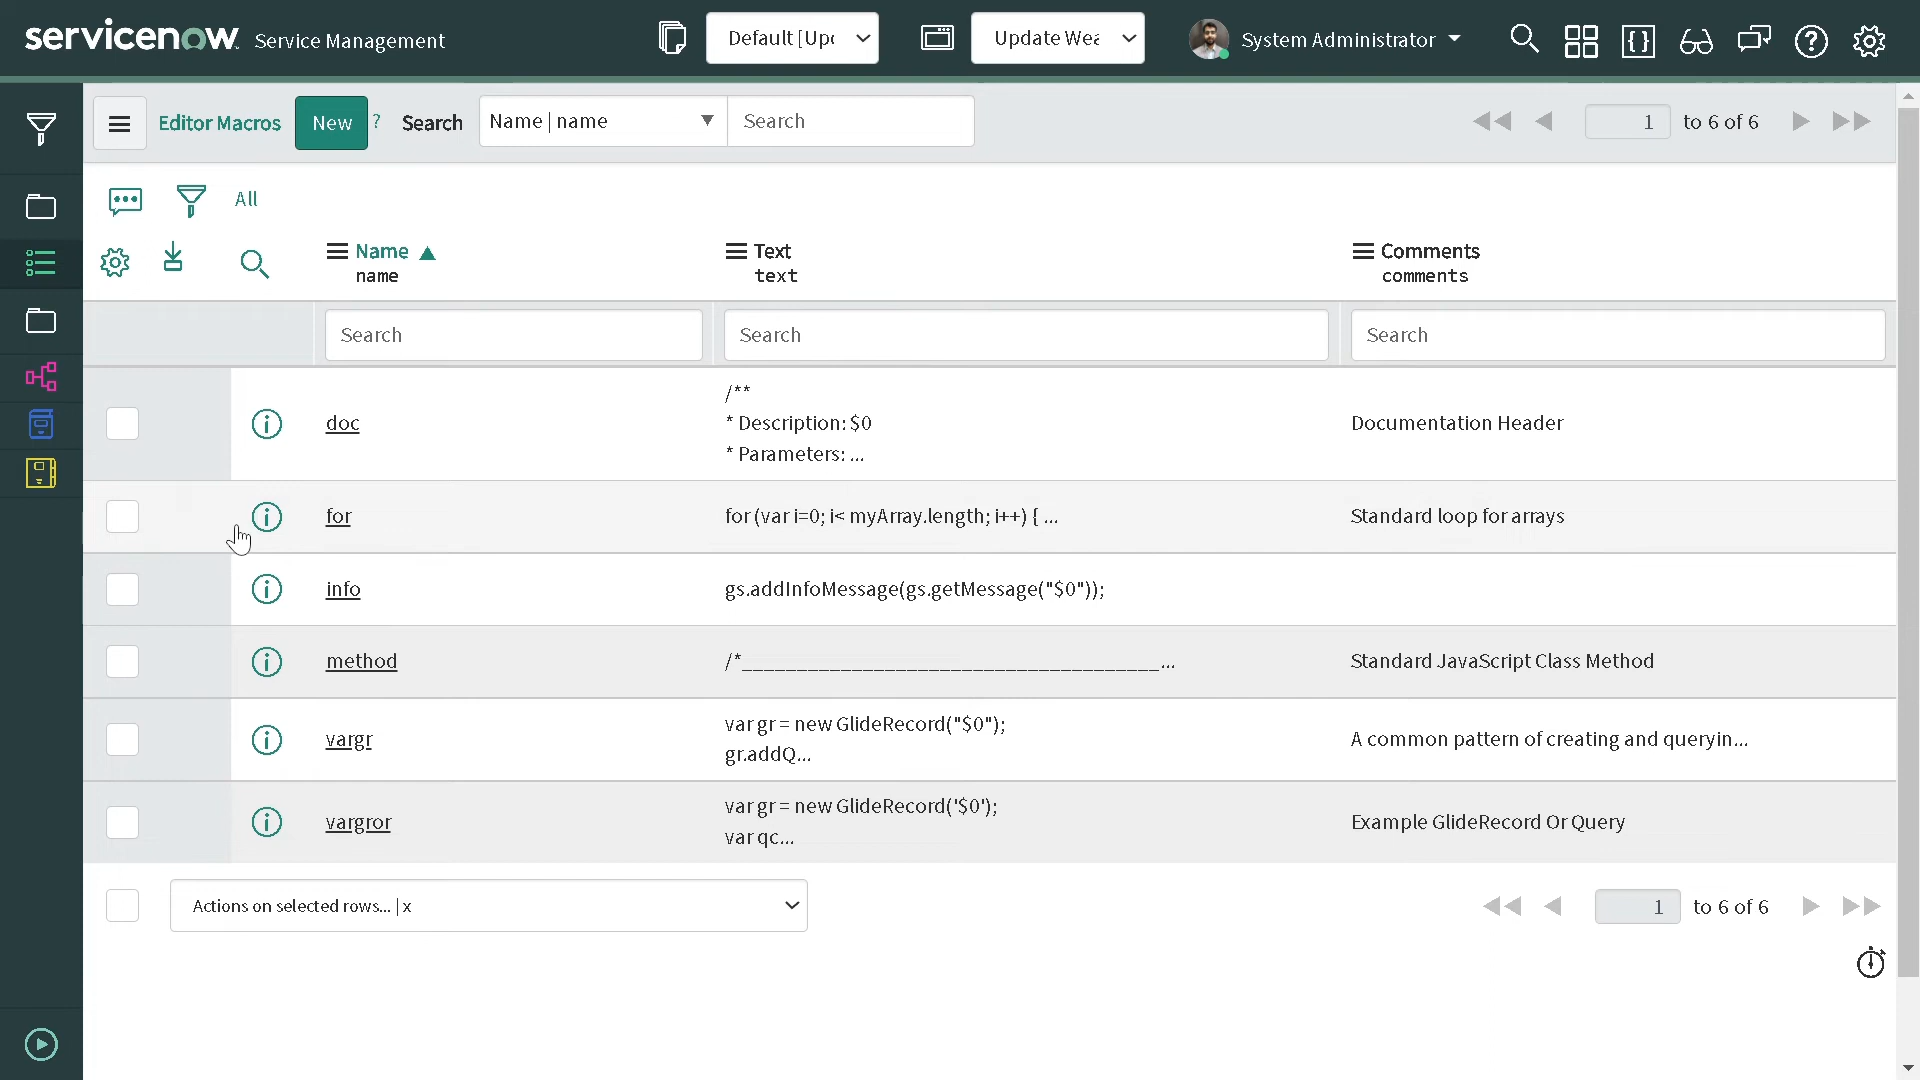 servicenow Service Management
Default [Upd
Update Wea
System Administrator
Editor Macros
New
?
Search
Name | name
Search
1 to 6 of 6
All
Name
name
Text
text
Comments
comments
Search
Search
Search
doc
/**
* Description: $0
* Parameters: ...
Documentation Header
for
for (var i=0; i< myArray.length; i++) { ...
Standard loop for arrays
info
gs.addInfoMessage(gs.getMessage("$0"));
method
/*______________________________________...
Standard JavaScript Class Method
vargr
var gr = new GlideRecord("$0");
gr.addQ...
A common pattern of creating and queryin...
vargror
var gr = new GlideRecord('$0');
var qc...
Example GlideRecord Or Query
Actions on selected rows... | x
1 to 6 of 6